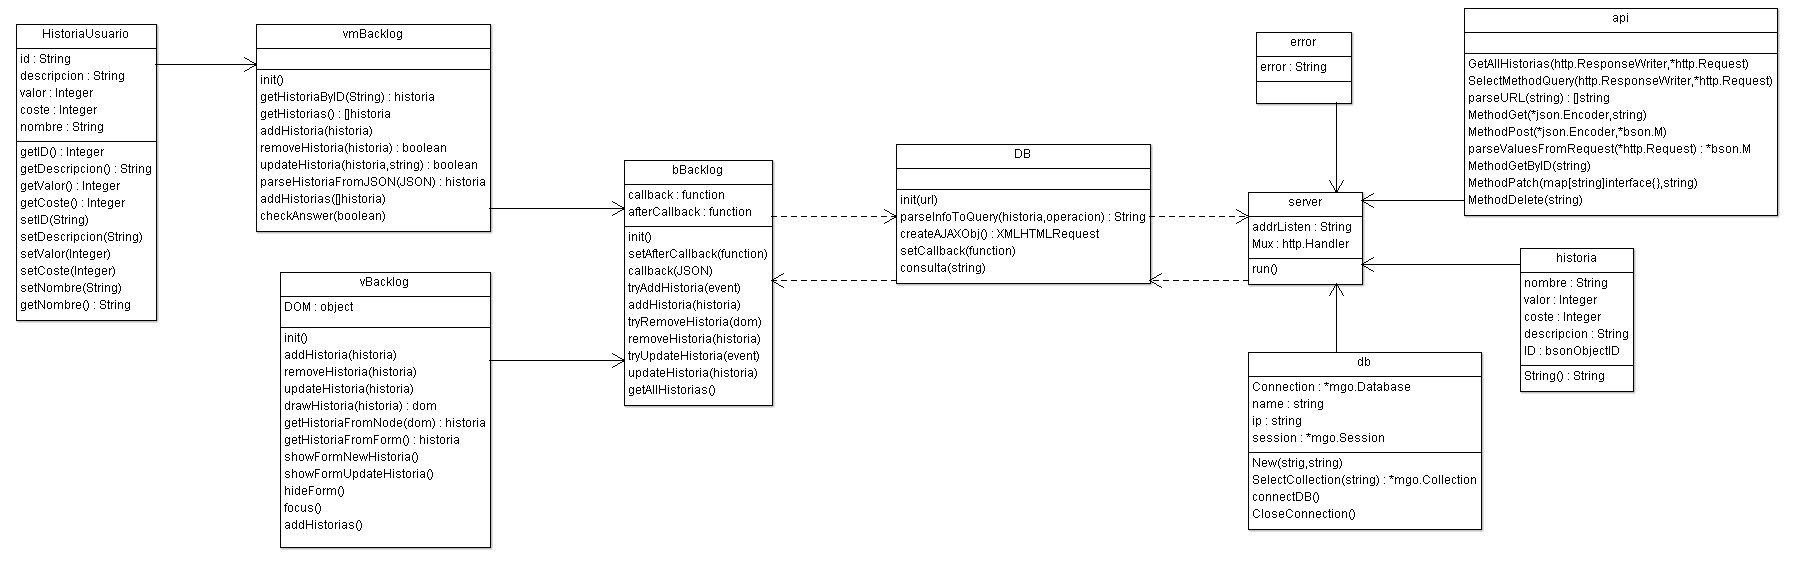 HistoriaUsuario
id : String
descripcion : String
valor : Integer
coste : Integer
nombre : String
getID() : Integer
getDescripcion() : String
getValor() : Integer
getCoste() : Integer
setID(String)
setDescripcion(String)
setValor(Integer)
setCoste(Integer)
setNombre(String)
getNombre() : String
vmBacklog
init()
getHistoriaByID(String) : historia
getHistorias() : []historia
addHistoria(historia)
removeHistoria(historia) : boolean
updateHistoria(historia,string) : boolean
parseHistoriaFromJSON(JSON) : historia
addHistorias([]historia)
checkAnswer(boolean)
vBacklog
DOM : object
init()
addHistoria(historia)
removeHistoria(historia)
updateHistoria(historia)
drawHistoria(historia) : dom
getHistoriaFromNode(dom) : historia
getHistoriaFromForm() : historia
showFormNewHistoria()
showFormUpdateHistoria()
hideForm()
focus()
addHistorias()
bBacklog
callback : function
afterCallback : function
init()
setAfterCallback(function)
callback(JSON)
tryAddHistoria(event)
addHistoria(historia)
tryRemoveHistoria(dom)
removeHistoria(historia)
tryUpdateHistoria(event)
updateHistoria(historia)
getAllHistorias()
DB
init(url)
parseInfoToQuery(historia,operacion) : String
createAJAXObj() : XMLHTMLRequest
setCallback(function)
consulta(string)
error
error : String
server
addrListen : String
Mux : http.Handler
run()
db
Connection : *mgo.Database
name : string
ip : string
session : *mgo.Session
New(strig,string)
SelectCollection(string) : *mgo.Collection
connectDB()
CloseConnection()
api
GetAllHistorias(http.ResponseWriter,*http.Request)
SelectMethodQuery(http.ResponseWriter,*http.Request)
parseURL(string) : []string
MethodGet(*json.Encoder,string)
MethodPost(*json.Encoder,*bson.M)
parseValuesFromRequest(*http.Request) : *bson.M
MethodGetByID(string)
MethodPatch(map[string]interface{},string)
MethodDelete(string)
historia
nombre : String
valor : Integer
coste : Integer
descripcion : String
ID : bsonObjectID
String() : String